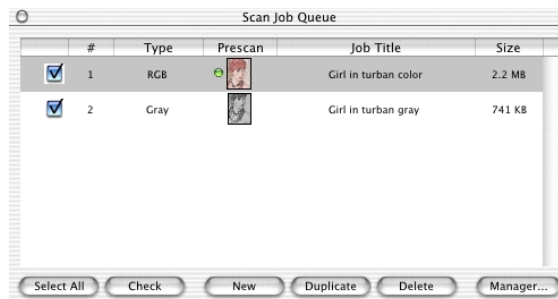 Scan Job Queue
# Type Prescan Job Title Size
1 RGB Girl in turban color 2.2 MB
2 Gray Girl in turban gray 741 KB
Select All Check New Duplicate Delete Manager...